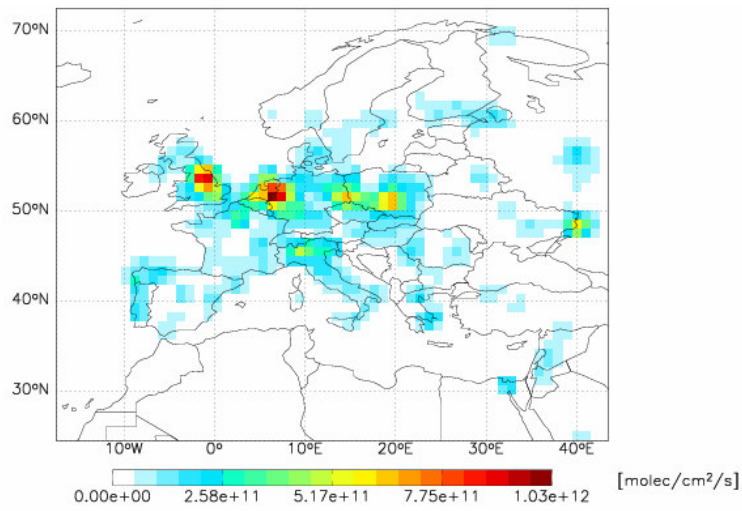 70ºN
60ºN
50ºN
40ºN
30ºN
10ºW 0º 10ºE 20ºE 30ºE 40ºE
[molec/cm²/s]
0.00e+00 2.58e+11 5.17e+11 7.75e+11 1.03e+12